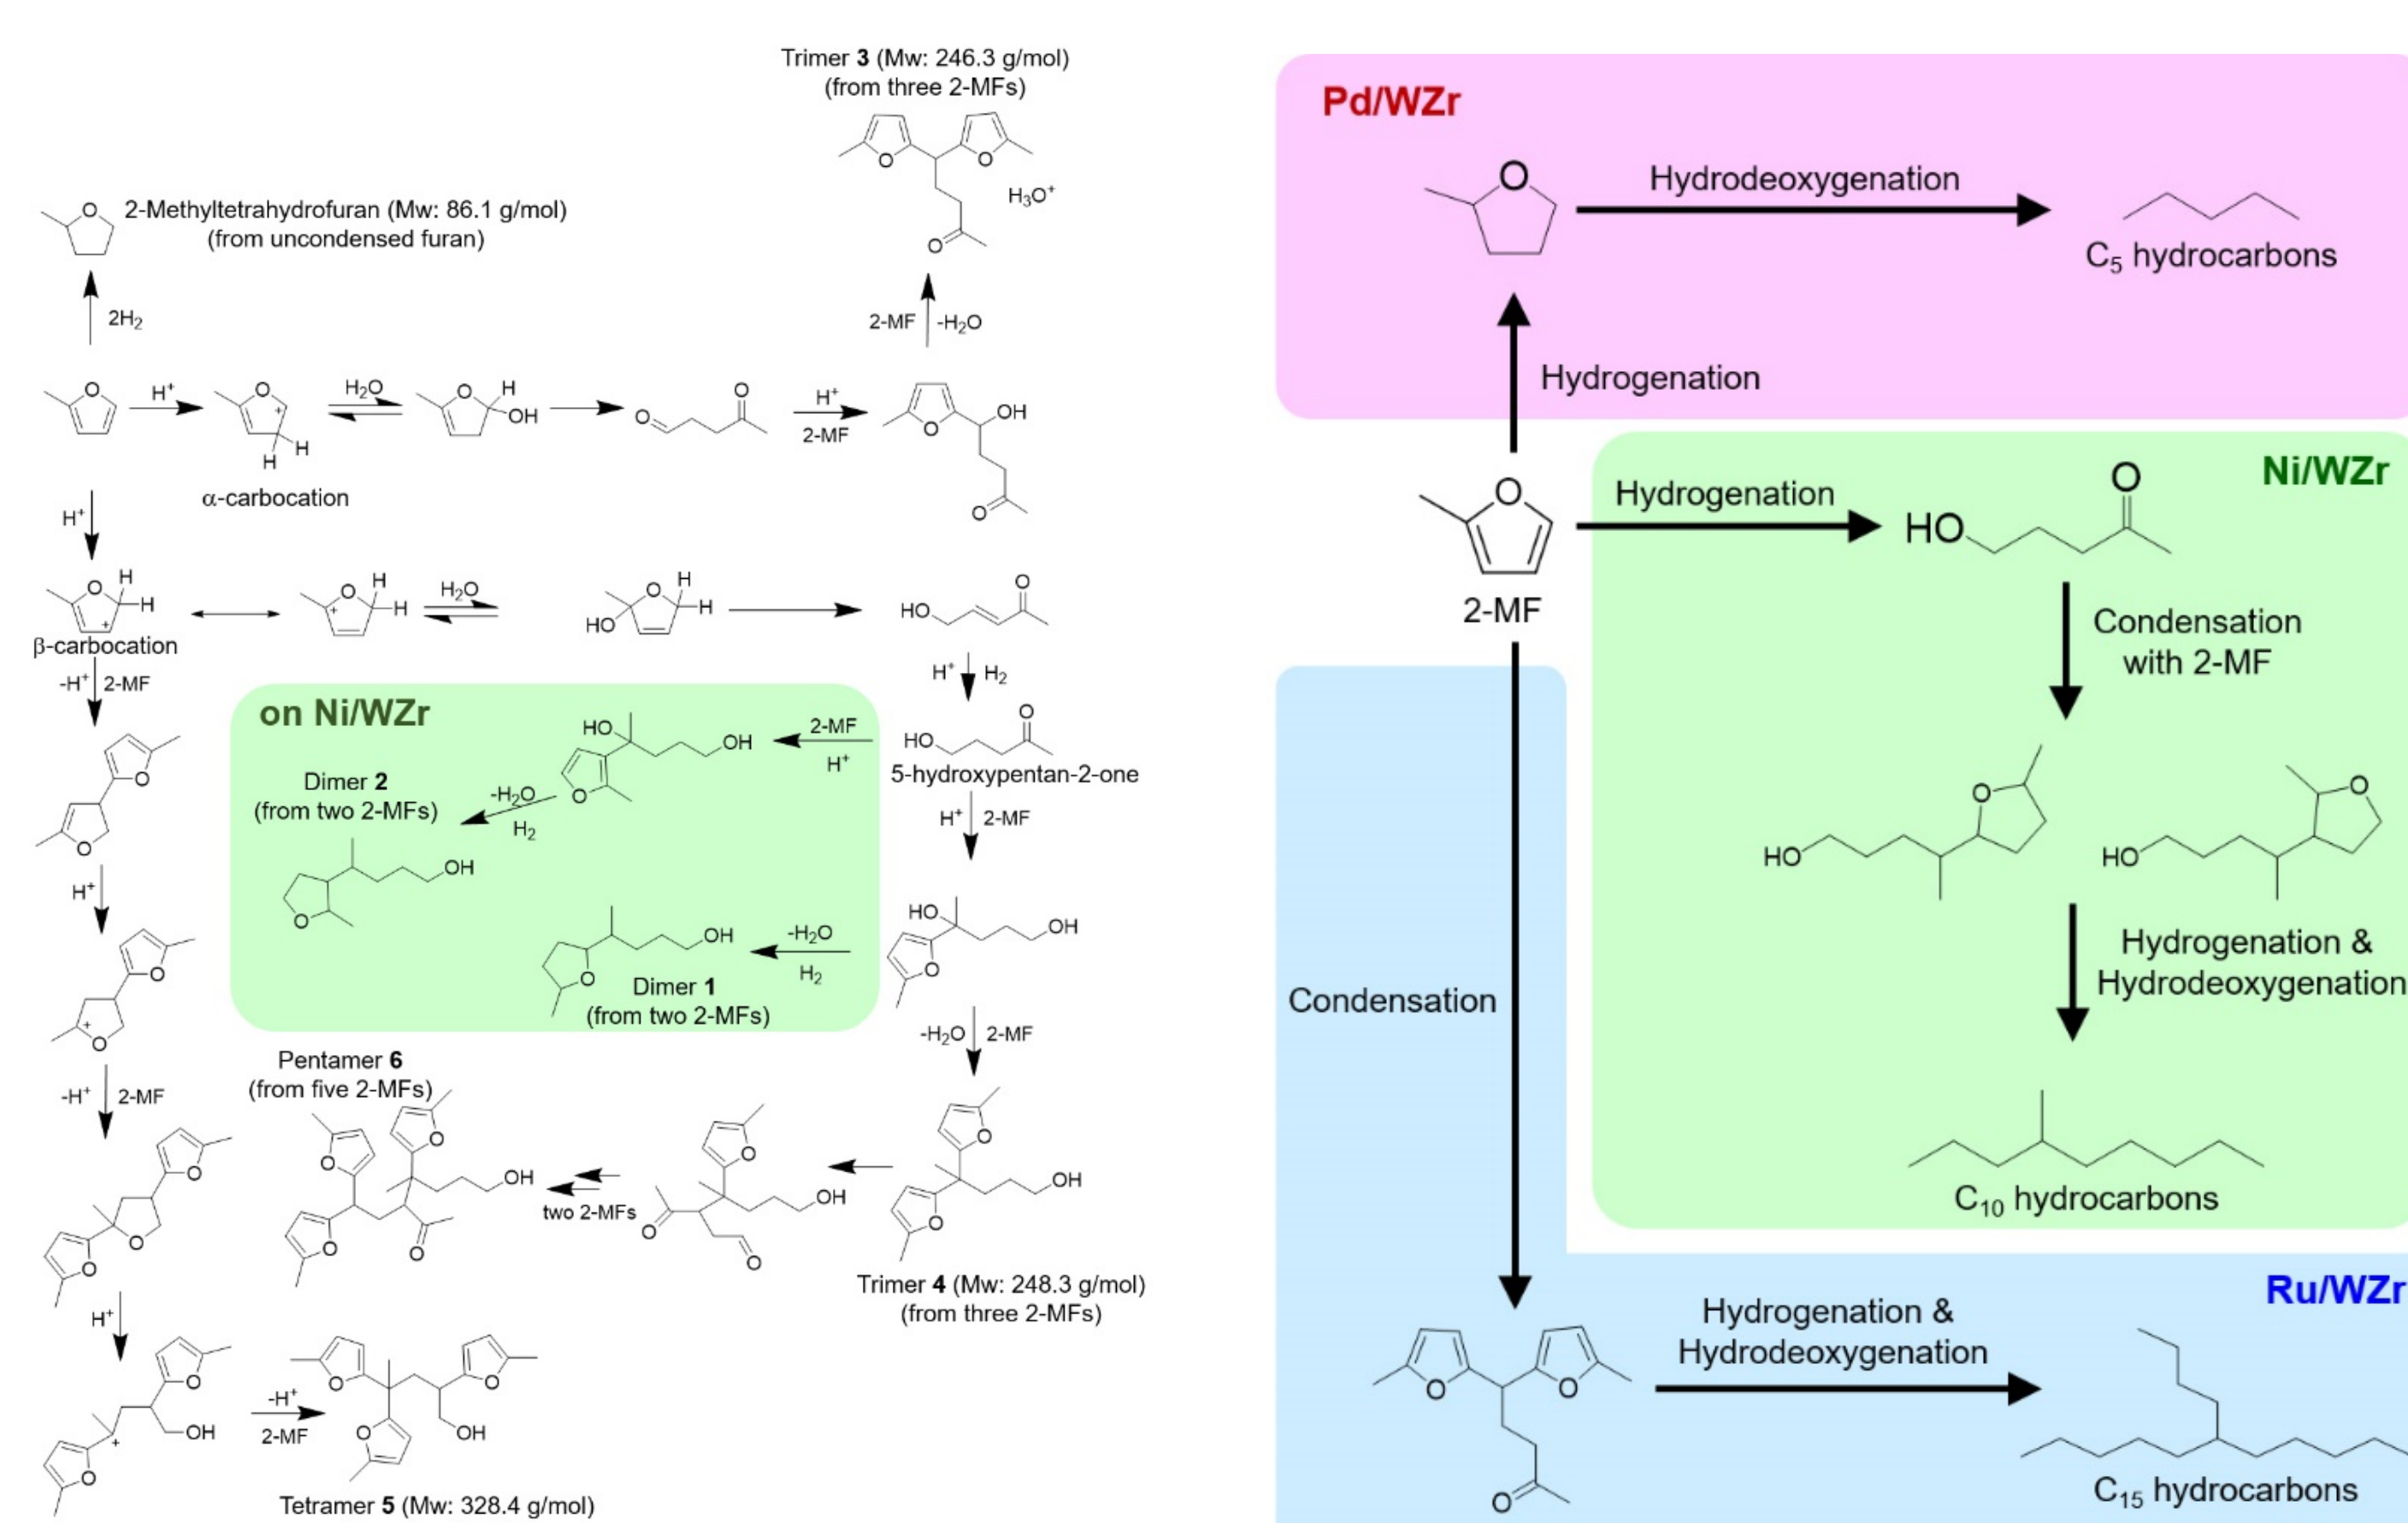 Trimer 3 (Mw: 246.3 g/mol)
(from three 2-MFs)
O
O
O
H₃O⁺
2-MF
-H₂O
O
2-Methyltetrahydrofuran (Mw: 86.1 g/mol)
(from uncondensed furan)
2H₂
O
H⁺
O
+
H
H
α-carbocation
H₂O
O
H
OH
O
O
H⁺
2-MF
O
OH
O
H⁺
O
H
H
+
β-carbocation
O
+
H
H
H₂O
HO
O
H
H
HO
O
H⁺
H₂
HO
O
5-hydroxypentan-2-one
-H⁺
2-MF
O
O
H⁺
O
+
O
-H⁺
2-MF
O
O
O
H⁺
O
+
O
OH
-H⁺
2-MF
O
O
O
OH
Tetramer 5 (Mw: 328.4 g/mol)
on Ni/WZr
2-MF
H⁺
HO
OH
O
-H₂O
H₂
Dimer 2
(from two 2-MFs)
OH
O
OH
O
Dimer 1
(from two 2-MFs)
-H₂O
H₂
H⁺
2-MF
HO
OH
O
-H₂O
2-MF
O
OH
O
Trimer 4 (Mw: 248.3 g/mol)
(from three 2-MFs)
O
OH
O
O
two 2-MFs
Pentamer 6
(from five 2-MFs)
O
O
OH
O
O
Pd/WZr
O
Hydrodeoxygenation
C₅ hydrocarbons
Hydrogenation
O
2-MF
Hydrogenation
Ni/WZr
HO
O
Condensation
with 2-MF
HO
O
HO
O
Hydrogenation &
Hydrodeoxygenation
C₁₀ hydrocarbons
Condensation
Ru/WZr
O
O
O
Hydrogenation &
Hydrodeoxygenation
C₁₅ hydrocarbons